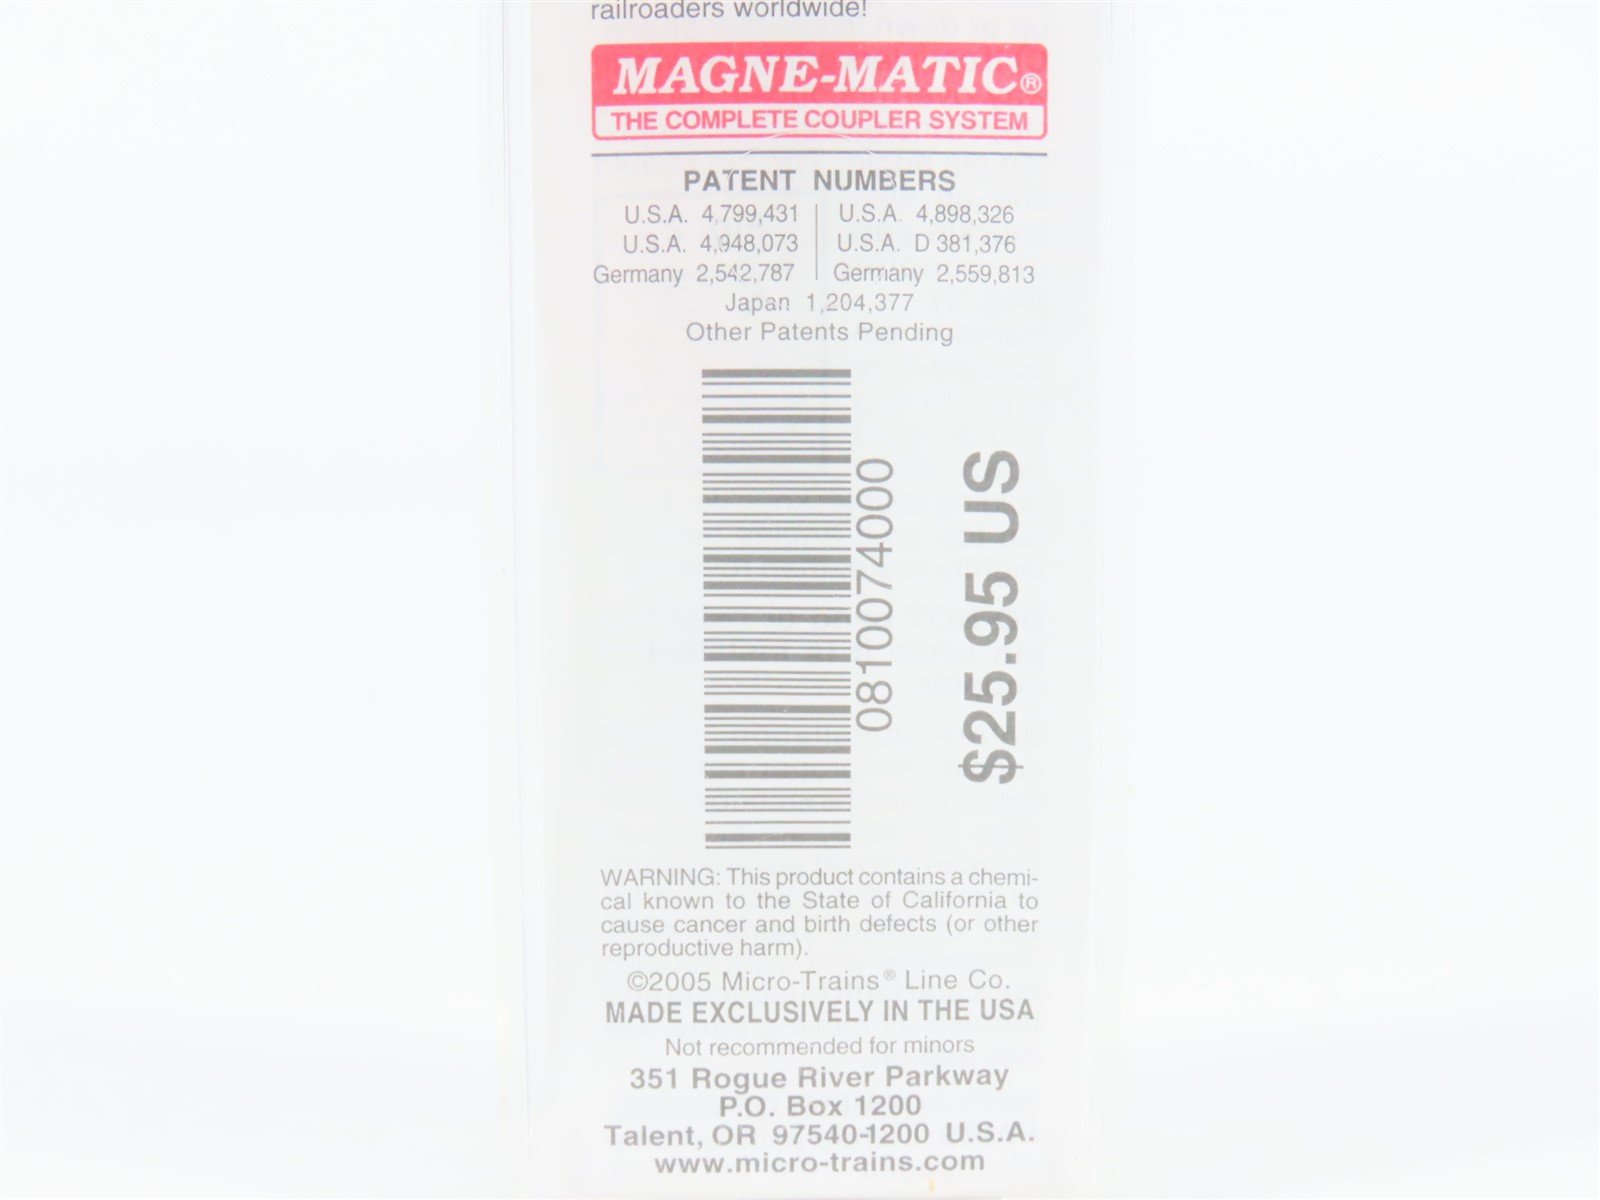 railroaders worldwide!
MAGNE-MATIC®
THE COMPLETE COUPLER SYSTEM
PATENT NUMBERS
U.S.A. 4,799,431 | U.S.A. 4,898,326
U.S.A. 4,948,073 | U.S.A. D 381,376
Germany 2,542,787 | Germany 2,559,813
Japan 1,204,377
Other Patents Pending
0810074000
$25.95 US
WARNING: This product contains a chemi-
cal known to the State of California to
cause cancer and birth defects (or other
reproductive harm).
©2005 Micro-Trains® Line Co.
MADE EXCLUSIVELY IN THE USA
Not recommended for minors
351 Rogue River Parkway
P.O. Box 1200
Talent, OR 97540-1200 U.S.A.
www.micro-trains.com